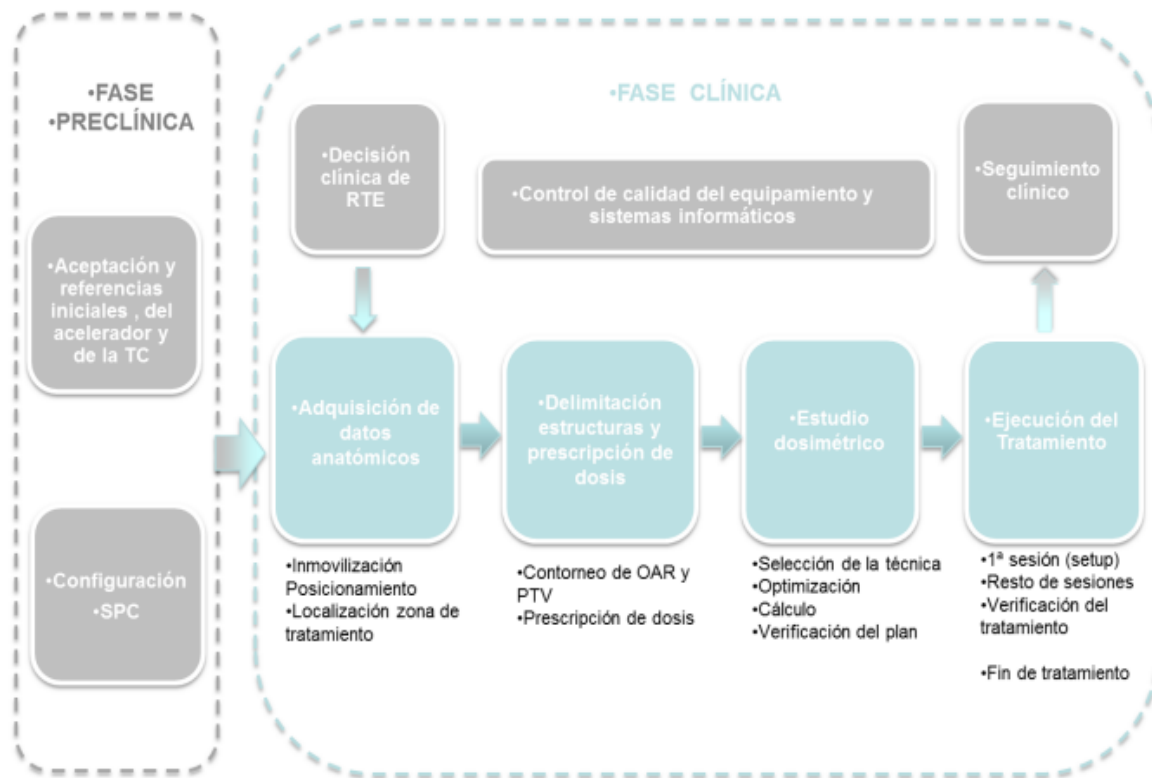 •FASE
•PRECLÍNICA
•Aceptación y
referencias
iniciales , del
acelerador y
de la TC
•Configuración
•SPC
•FASE CLÍNICA
•Decisión
clínica de
RTE
•Control de calidad del equipamiento y
sistemas informáticos
•Seguimiento
clínico
•Adquisición de
datos
anatómicos
•Delimitación
estructuras y
prescripción de
dosis
•Estudio
dosimétrico
•Ejecución del
Tratamiento
•Inmovilización
Posicionamiento
•Localización zona de
tratamiento
•Contorneo de OAR y
PTV
•Prescripción de dosis
•Selección de la técnica
•Optimización
•Cálculo
•Verificación del plan
•1ª sesión (setup)
•Resto de sesiones
•Verificación del
tratamiento
•Fin de tratamiento